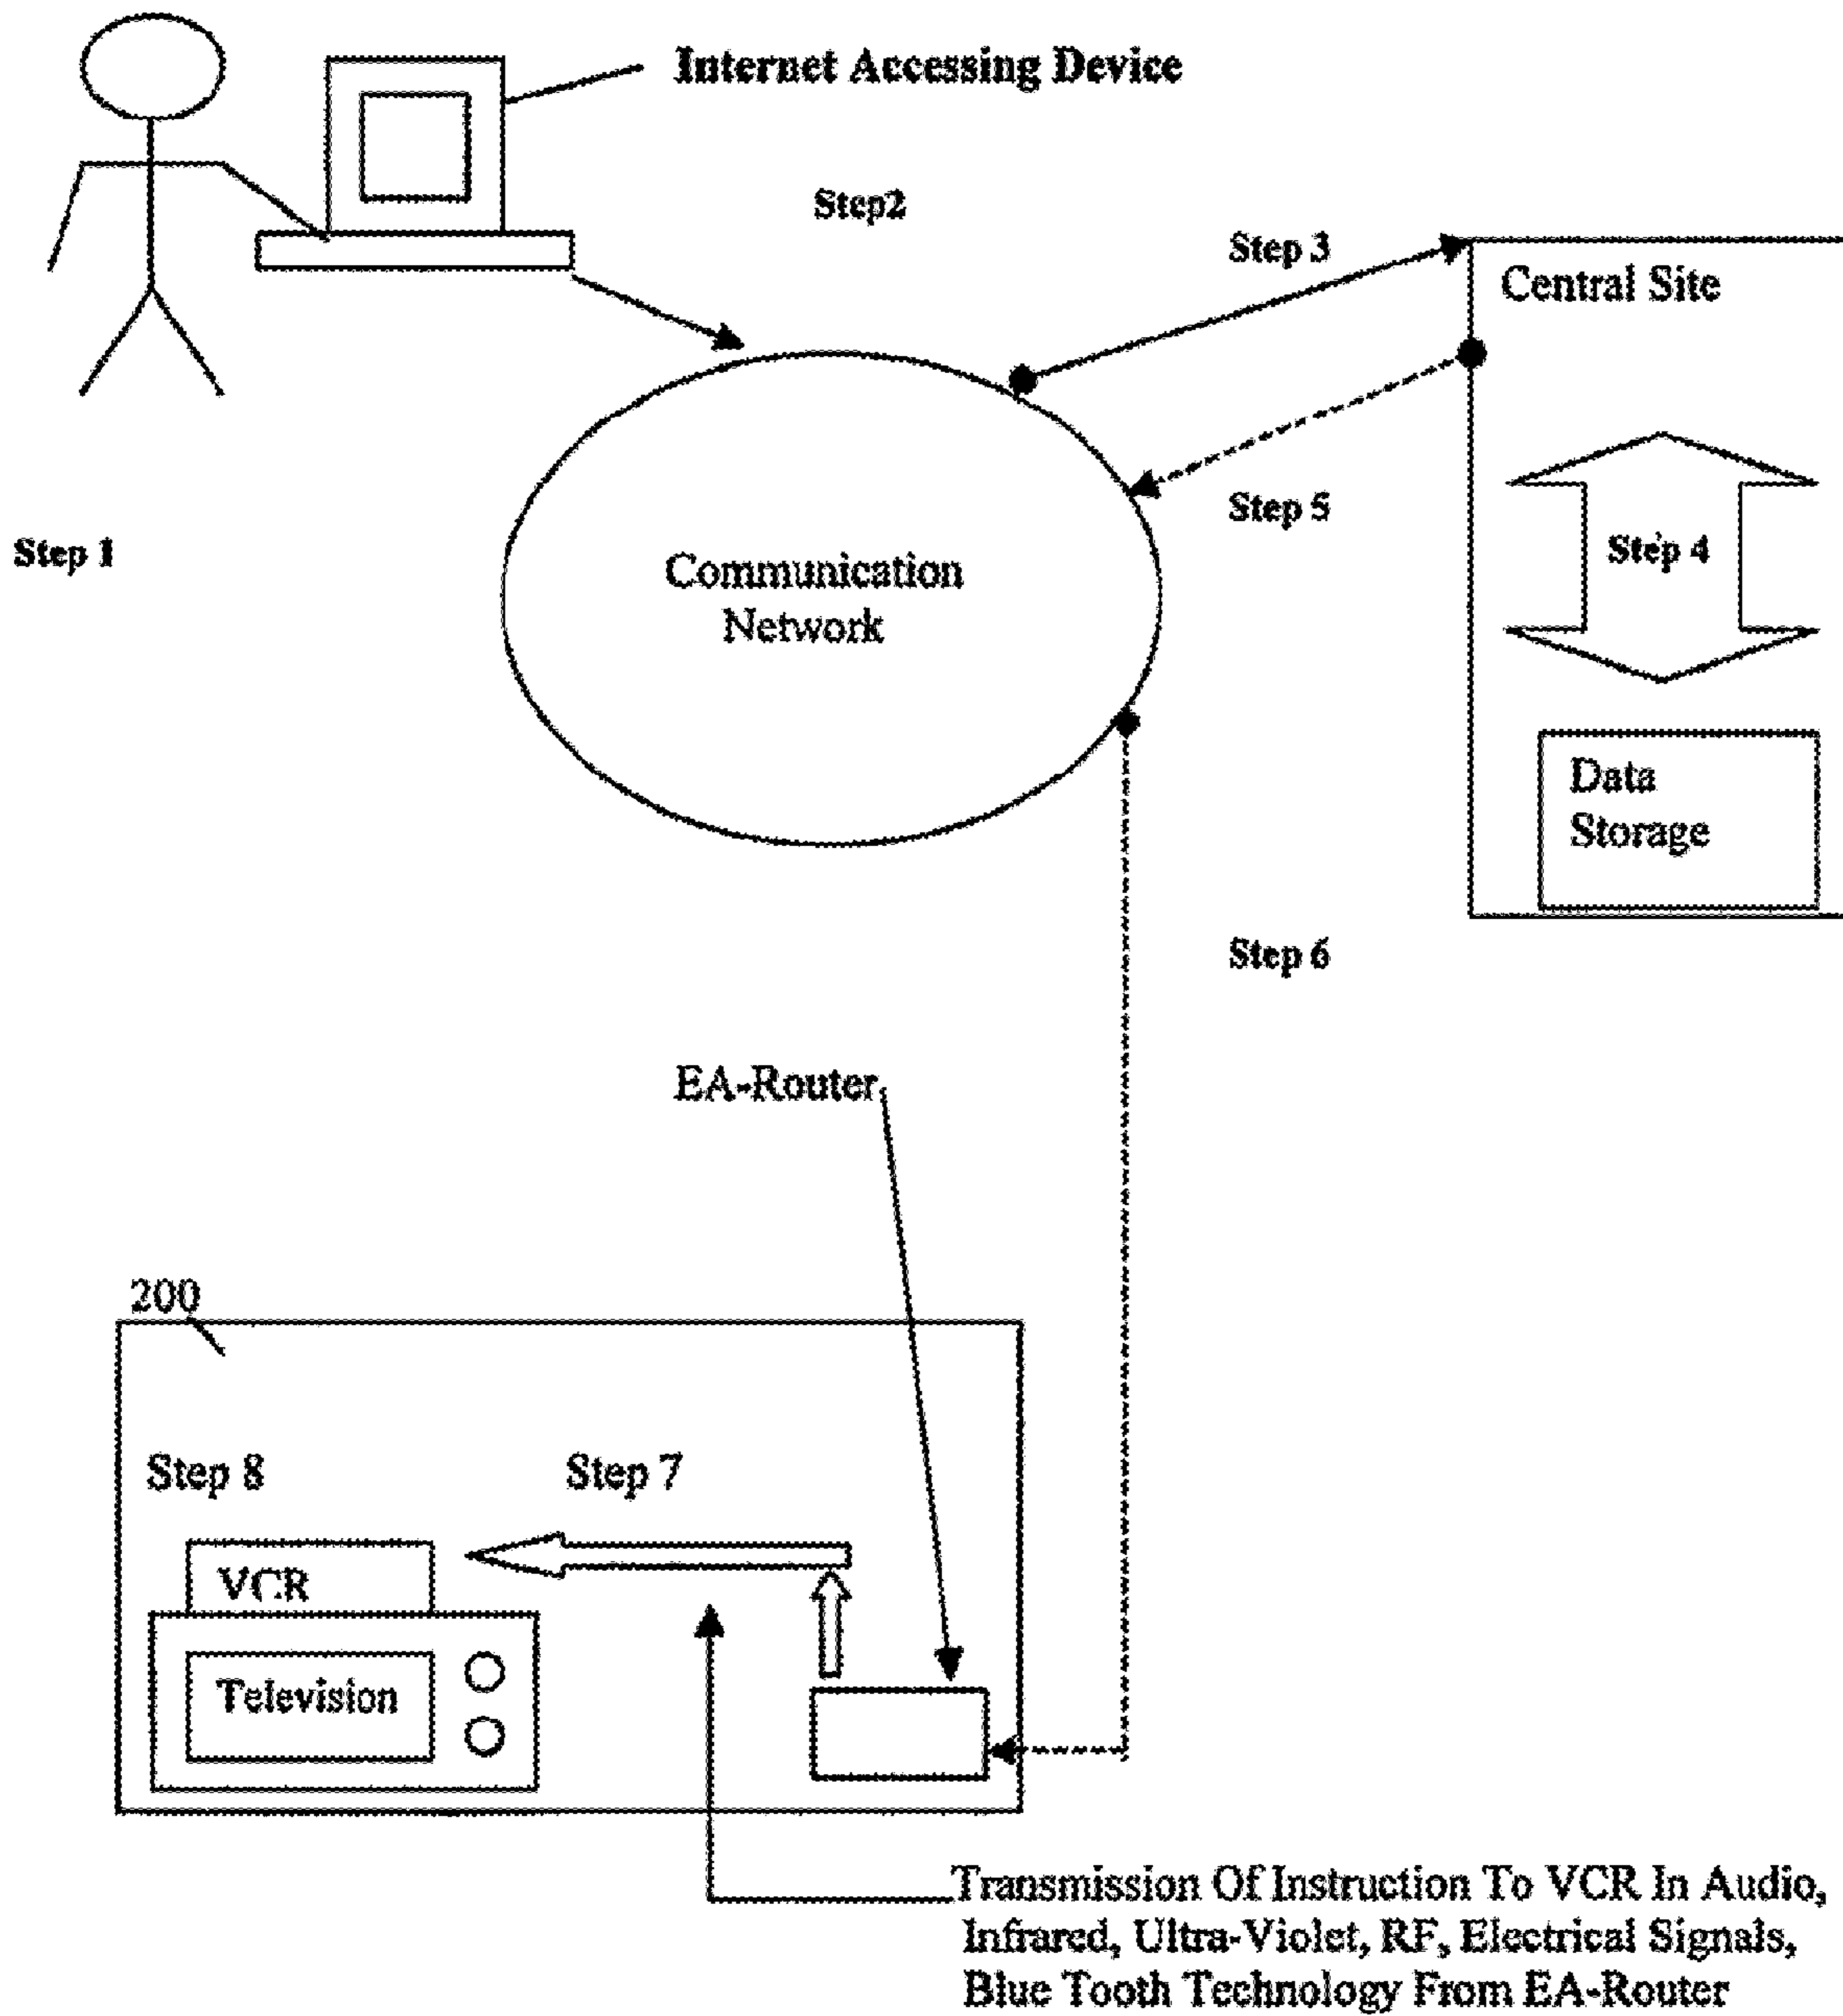 Internet Accessing Device
Step2
Step 3
Central Site
Step 5
Step 1
Step 4
Communication
Network
Data
Storage
Step 6
EA-Router
200
Step 8
Step 7
VCR
Television
Transmission Of Instruction To VCR In Audio,
Infrared, Ultra-Violet, RF, Electrical Signals,
Blue Tooth Technology From EA-Router